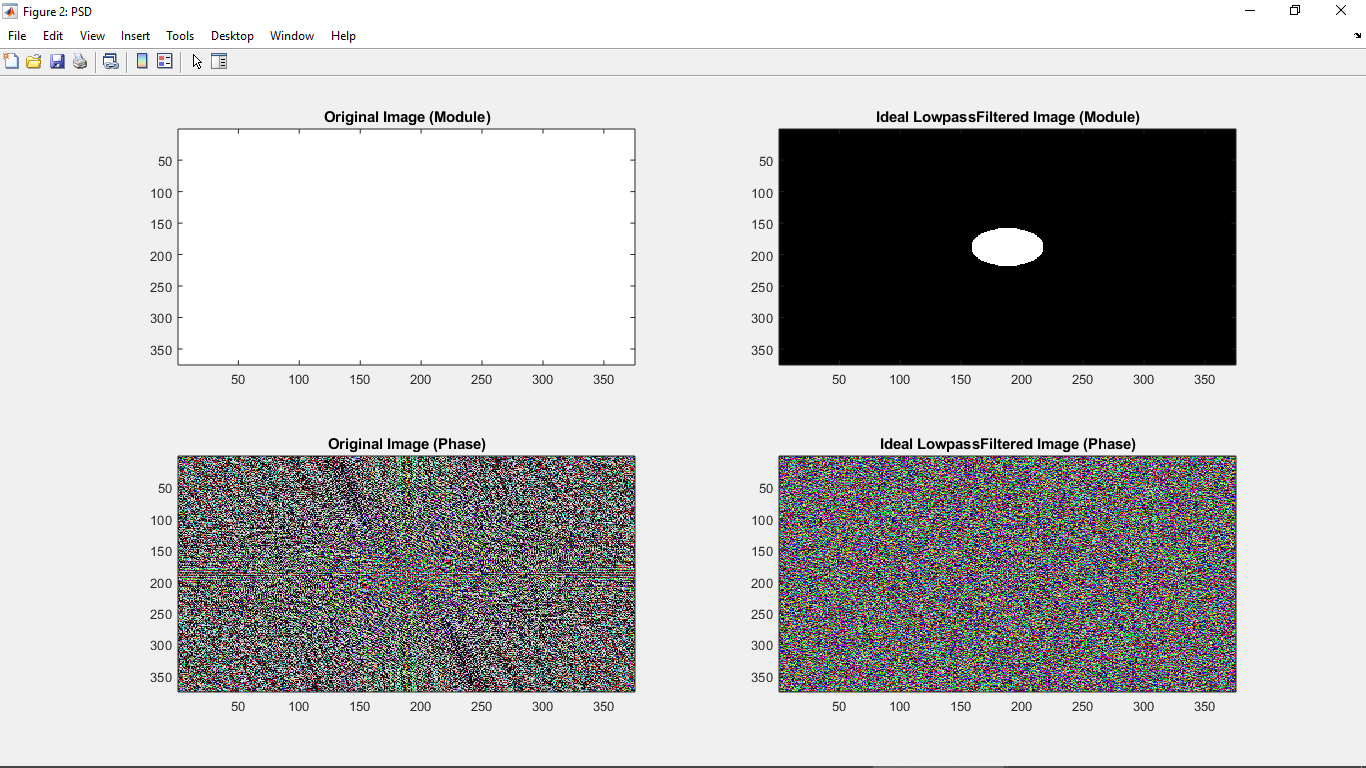 Figure 2: PSD
File Edit View Insert Tools Desktop Window Help
Original Image (Module)
50
100
150
200
250
300
350
50 100 150 200 250 300 350
Ideal LowpassFiltered Image (Module)
50
100
150
200
250
300
350
50 100 150 200 250 300 350
Original Image (Phase)
50
100
150
200
250
300
350
50 100 150 200 250 300 350
Ideal LowpassFiltered Image (Phase)
50
100
150
200
250
300
350
50 100 150 200 250 300 350